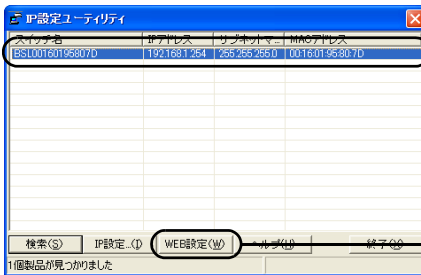 IP設定ユーティリティ
スイッチ名 IPアドレス サブネットマ... MACアドレス
BSL00160195807D 192.168.1.254 255.255.255.0 00:16:01:95:80:7D
検索(S) IP設定...(I) WEB設定(W) ヘルプ(H) 終了(X)
1個製品が見つかりました